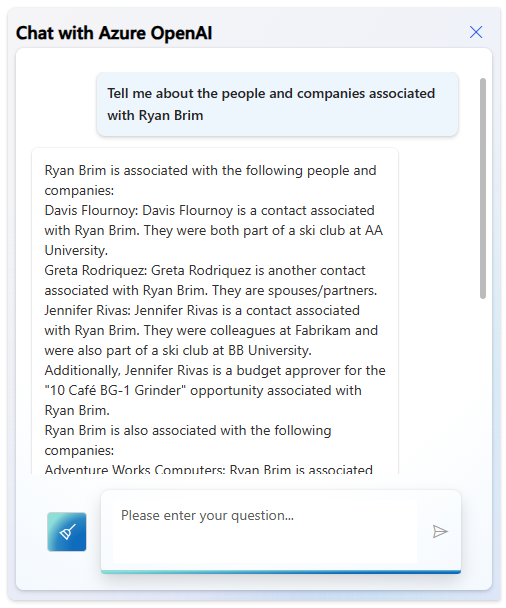 Chat with Azure OpenAI
Tell me about the people and companies associated
with Ryan Brim
Ryan Brim is associated with the following people and
companies:
Davis Flournoy: Davis Flournoy is a contact associated
with Ryan Brim. They were both part of a ski club at AA
University.
Greta Rodriquez: Greta Rodriquez is another contact
associated with Ryan Brim. They are spouses/partners.
Jennifer Rivas: Jennifer Rivas is a contact associated
with Ryan Brim. They were colleagues at Fabrikam and
were also part of a ski club at BB University.
Additionally, Jennifer Rivas is a budget approver for the
"10 Café BG-1 Grinder" opportunity associated with
Ryan Brim.
Ryan Brim is also associated with the following
companies:
Adventure Works Computers: Ryan Brim is associated
Please enter your question...